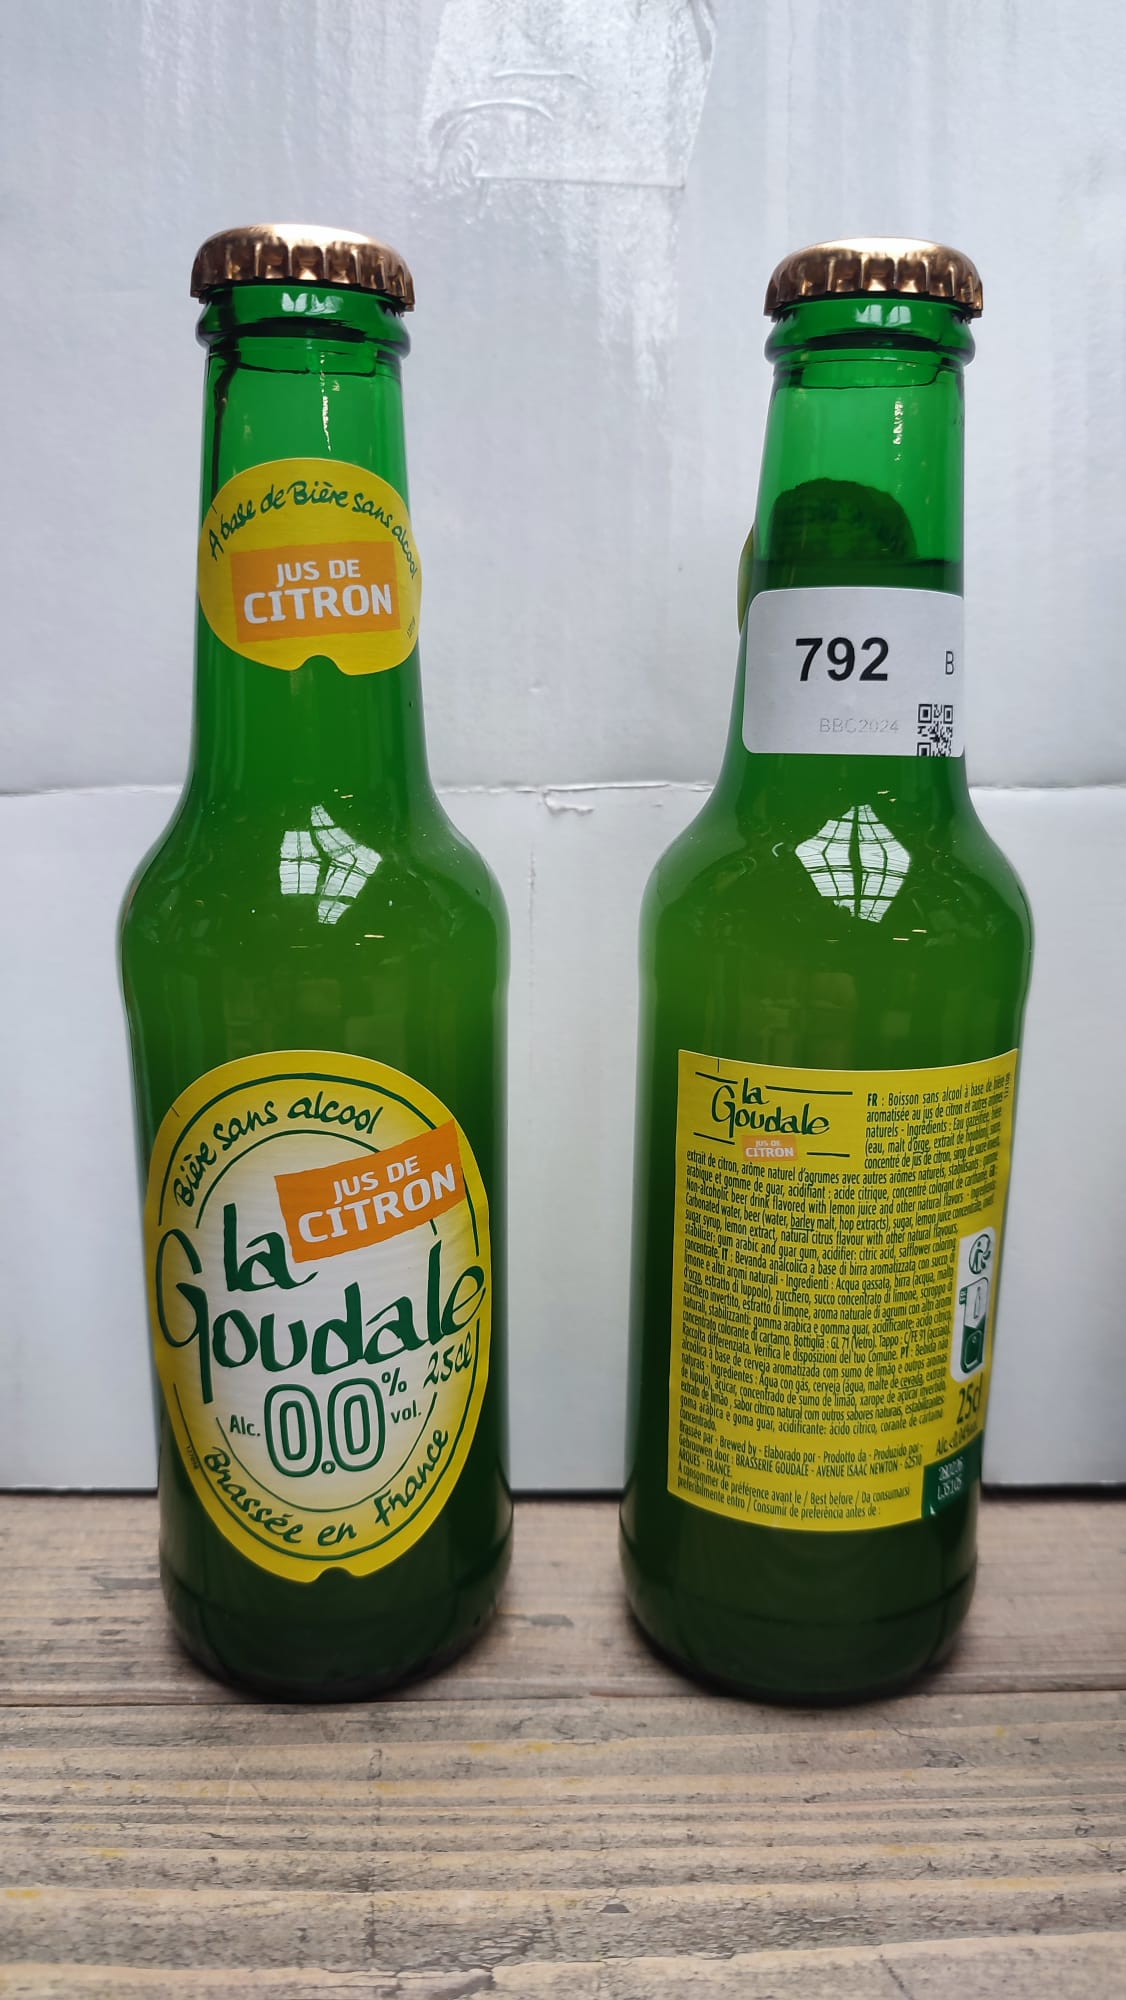 A base de Bière sans alcool
JUS DE
CITRON
Bière sans alcool
JUS DE
CITRON
la
Goudale
25cl
Alc. 0.0% vol.
Brassée en France
792
B
BBC2024
la
Goudale
JUS DE
CITRON
FR : Boisson sans alcool à base de bière
aromatisée au jus de citron et autres arômes
naturels - Ingrédients : Eau gazéifiée, bière
(eau, malt d'orge, extrait de houblon), sucre,
concentré de jus de citron, sirop de sucre inverti,
extrait de citron, arôme naturel d'agrumes avec autres arômes naturels, stabilisants : gomme
arabique et gomme de guar, acidifiant : acide citrique, concentré colorant de carthame. GB :
Non-alcoholic beer drink flavored with lemon juice and other natural flavors - Ingredients :
Carbonated water, beer (water, barley malt, hop extracts), sugar, lemon juice concentrate, invert
sugar syrup, lemon extract, natural citrus flavour with other natural flavours,
stabilizer: gum arabic and guar gum, acidifier: citric acid, safflower coloring
concentrate. IT : Bevanda analcolica a base di birra aromatizzata con succo di
limone e altri aromi naturali - Ingredienti : Acqua gassata, birra (acqua, malto
d'orzo, estratto di luppolo), zucchero, succo concentrato di limone, sciroppo di
zucchero invertito, estratto di limone, aroma naturale di agrumi con altri aromi
naturali, stabilizzanti: gomma arabica e gomma guar, acidificante: acido citrico,
concentrato colorante di cartamo. Bottiglia : GL 71 (Vetro). Tappo : C/FE 91 (acciaio).
Raccolta differenziata. Verifica le disposizioni del tuo Comune. PT : Bebida não
alcoólica à base de cerveja aromatizada com sumo de limão e outros aromas
naturais - Ingredientes : Água com gás, cerveja (água, malte de cevada, extrato
de lúpulo), açúcar, concentrado de sumo de limão, xarope de açúcar invertido,
extrato de limão, sabor cítrico natural com outros sabores naturais, estabilizantes:
goma arábica e goma guar, acidificante: ácido cítrico, corante de cártamo
concentrado.
Brassée par - Brewed by - Elaborado por - Prodotto da - Produzido por -
Gebrouwen door : BRASSERIE GOUDALE - AVENUE ISAAC NEWTON - 62510
ARQUES - FRANCE.
A consommer de préférence avant le / Best before / Da consumarsi
preferibilmente entro / Consumir de preferência antes de :
25cl